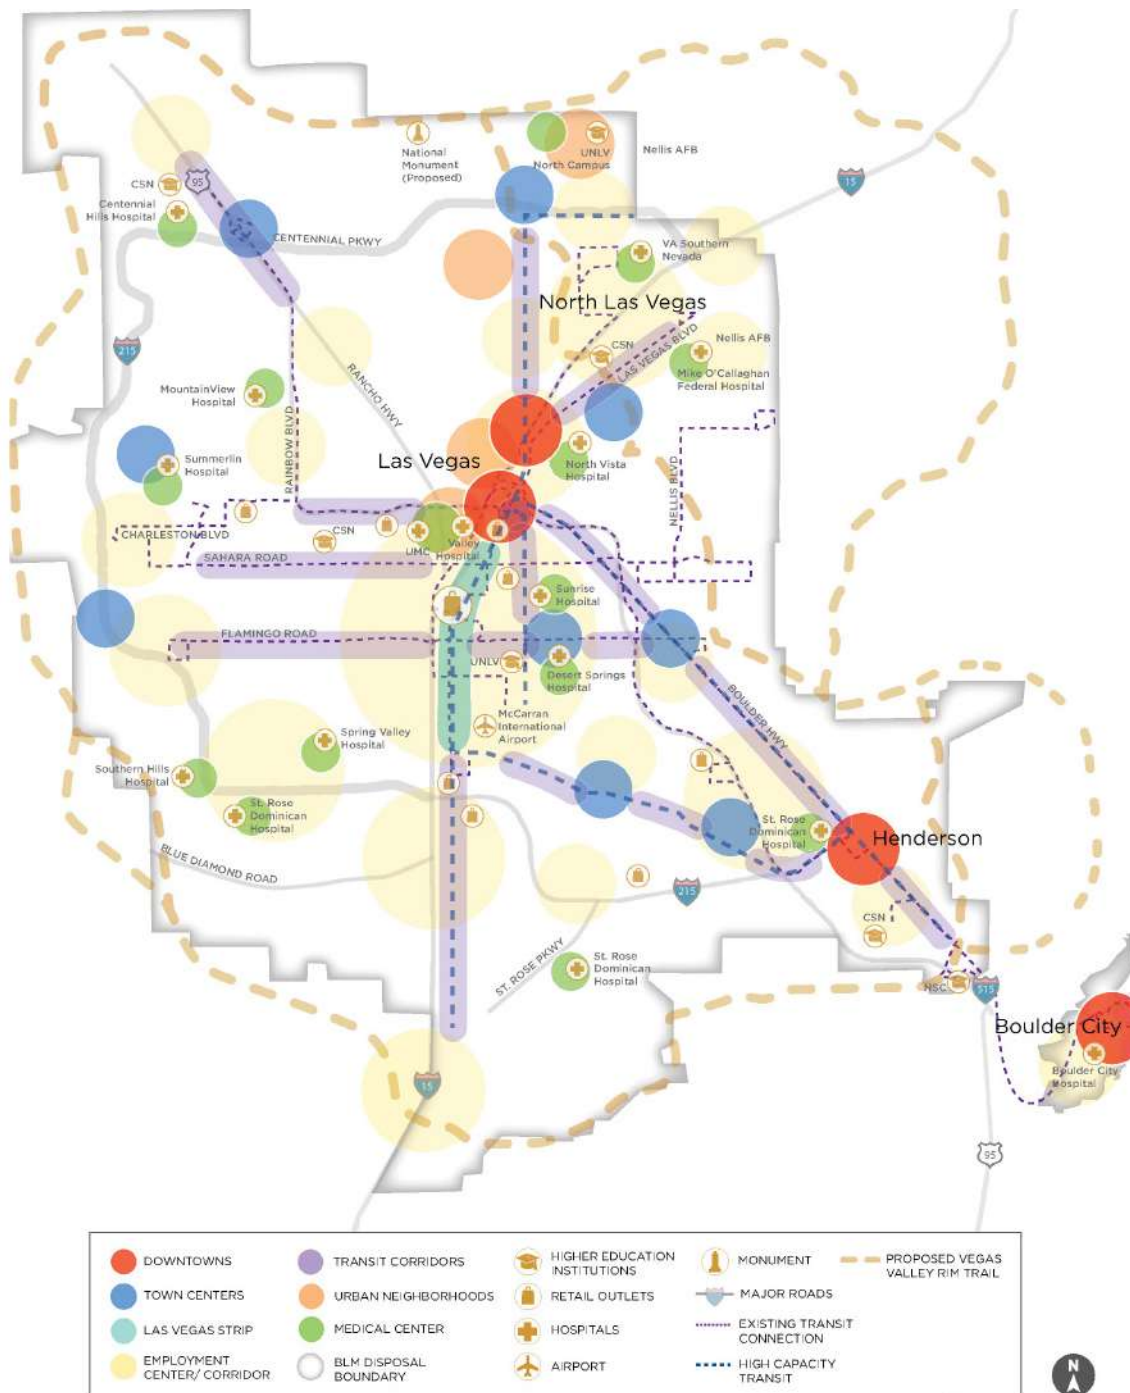 95
CSN
Centennial
Hills Hospital
CENTENNIAL PKWY
National
Monument
(Proposed)
UNLV
North Campus
Nellis AFB
15
VA Southern
Nevada
North Las Vegas
215
RANCHO HWY
CSN
LAS VEGAS BLVD
Nellis AFB
Mike O'Callaghan
Federal Hospital
MountainView
Hospital
RAINBOW BLVD
Las Vegas
Summerlin
Hospital
North Vista
Hospital
NELLIS BLVD
CHARLESTON BLVD
CSN
UMC
Valley
Hospital
SAHARA ROAD
Sunrise
Hospital
FLAMINGO ROAD
UNLV
Desert Springs
Hospital
BOULDER HWY
McCarran
International
Airport
Spring Valley
Hospital
Southern Hills
Hospital
St. Rose
Dominican
Hospital
St. Rose
Dominican
Hospital
Henderson
BLUE DIAMOND ROAD
215
CSN
ST. ROSE PKWY
St. Rose
Dominican
Hospital
NSC
515
Boulder City
Boulder City
Hospital
15
95
DOWNTOWNS
TOWN CENTERS
LAS VEGAS STRIP
EMPLOYMENT
CENTER/ CORRIDOR
TRANSIT CORRIDORS
URBAN NEIGHBORHOODS
MEDICAL CENTER
BLM DISPOSAL
BOUNDARY
HIGHER EDUCATION
INSTITUTIONS
RETAIL OUTLETS
HOSPITALS
AIRPORT
MONUMENT
MAJOR ROADS
EXISTING TRANSIT
CONNECTION
HIGH CAPACITY
TRANSIT
PROPOSED VEGAS
VALLEY RIM TRAIL
N